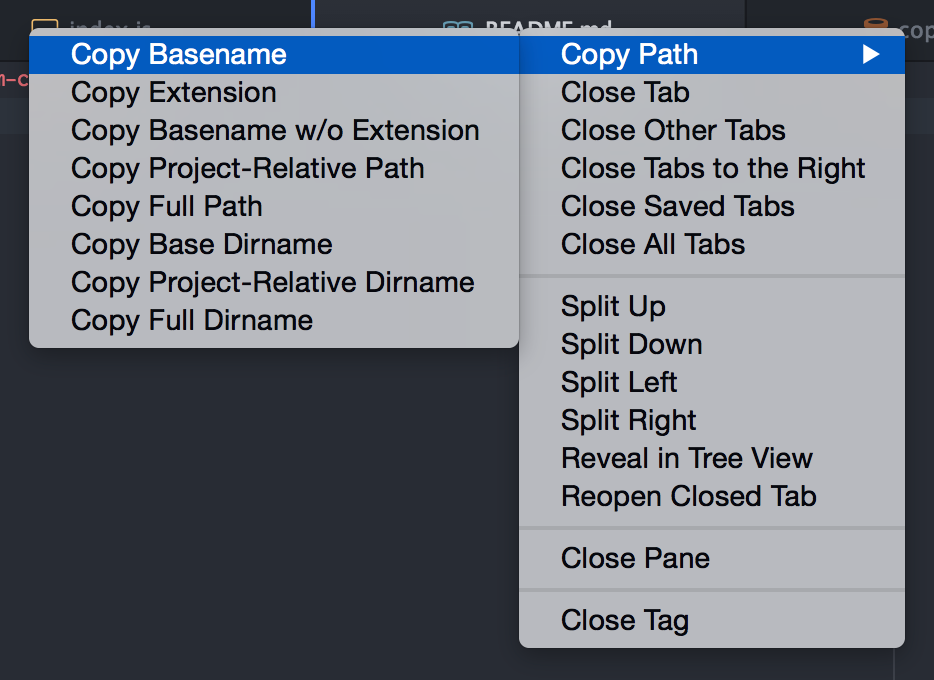 index.js
README.md
cop
m-c
Copy Basename
Copy Extension
Copy Basename w/o Extension
Copy Project-Relative Path
Copy Full Path
Copy Base Dirname
Copy Project-Relative Dirname
Copy Full Dirname
Copy Path
Close Tab
Close Other Tabs
Close Tabs to the Right
Close Saved Tabs
Close All Tabs
Split Up
Split Down
Split Left
Split Right
Reveal in Tree View
Reopen Closed Tab
Close Pane
Close Tag